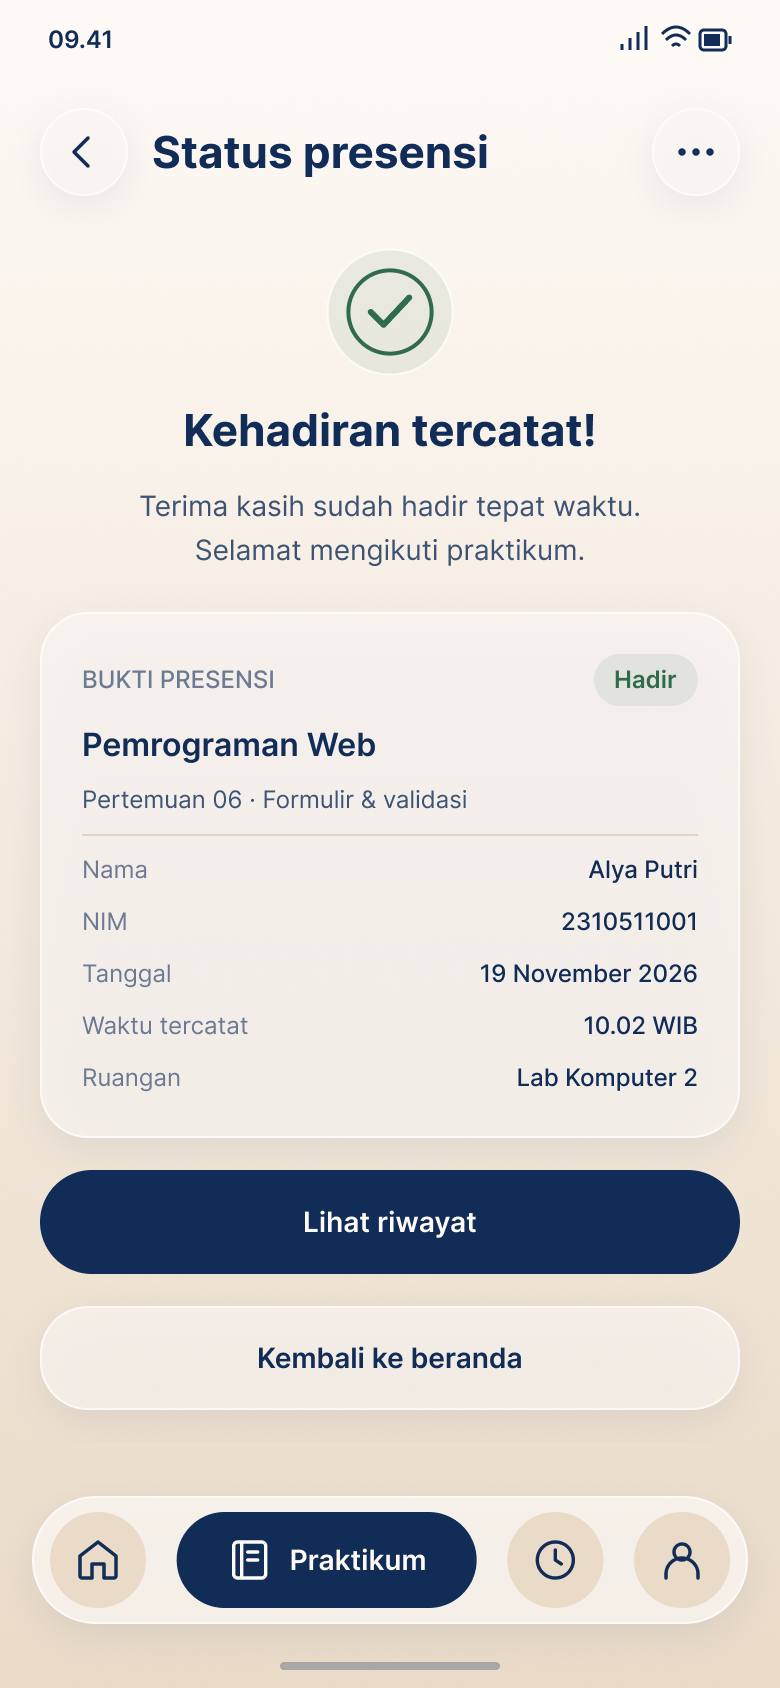 09.41
Status presensi
Kehadiran tercatat!
Terima kasih sudah hadir tepat waktu.
Selamat mengikuti praktikum.
BUKTI PRESENSI
Hadir
Pemrograman Web
Pertemuan 06 · Formulir & validasi
Nama Alya Putri
NIM 2310511001
Tanggal 19 November 2026
Waktu tercatat 10.02 WIB
Ruangan Lab Komputer 2
Lihat riwayat
Kembali ke beranda
Praktikum